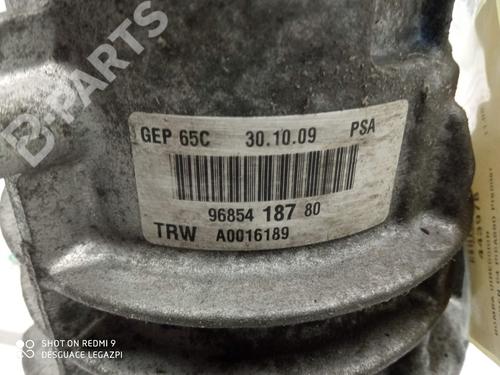 B-PARTS
GEP 65C 30.10.09 PSA
96854 187 80
TRW A0016189
SHOT ON REDMI 9
DESGUACE LEGAZPI